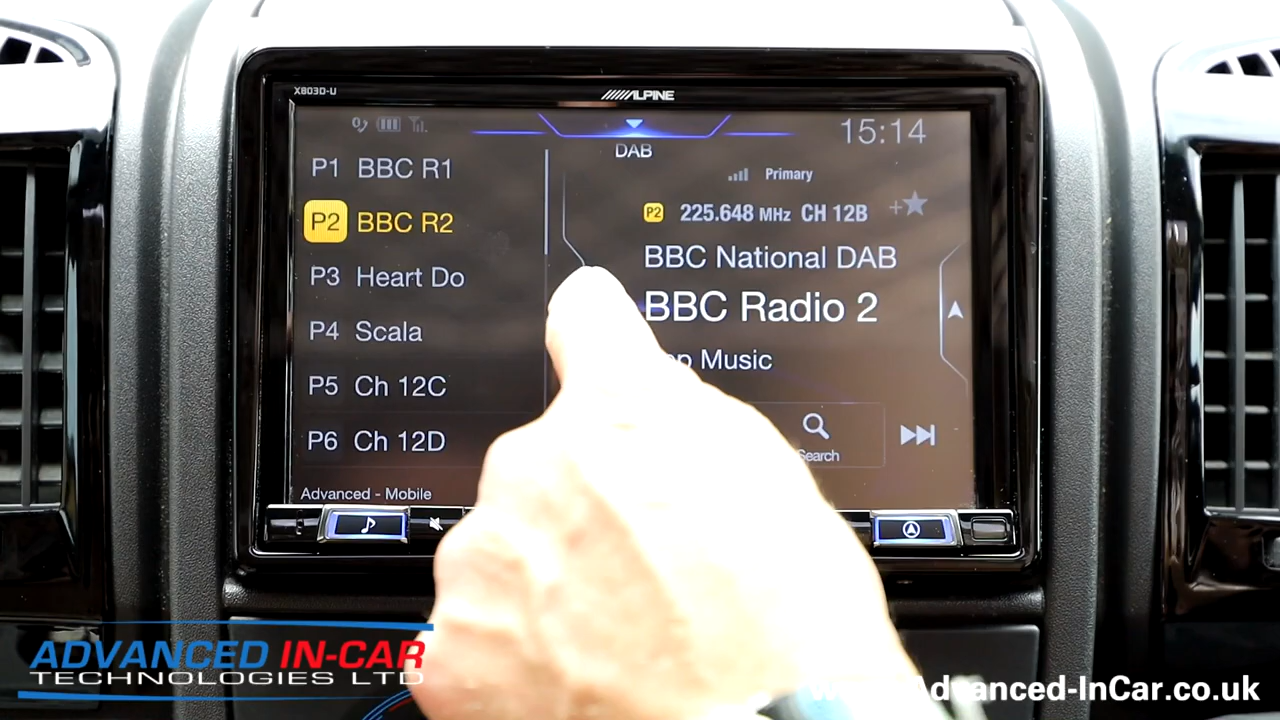 X803D-U
ALPINE
15:14
DAB
P1 BBC R1
P2 BBC R2
P3 Heart Do
P4 Scala
P5 Ch 12C
P6 Ch 12D
Advanced - Mobile
Primary
P2 225.648 MHz CH 12B
BBC National DAB
BBC Radio 2
Music
Search
ADVANCED IN-CAR
TECHNOLOGIES LTD
Advanced-InCar.co.uk